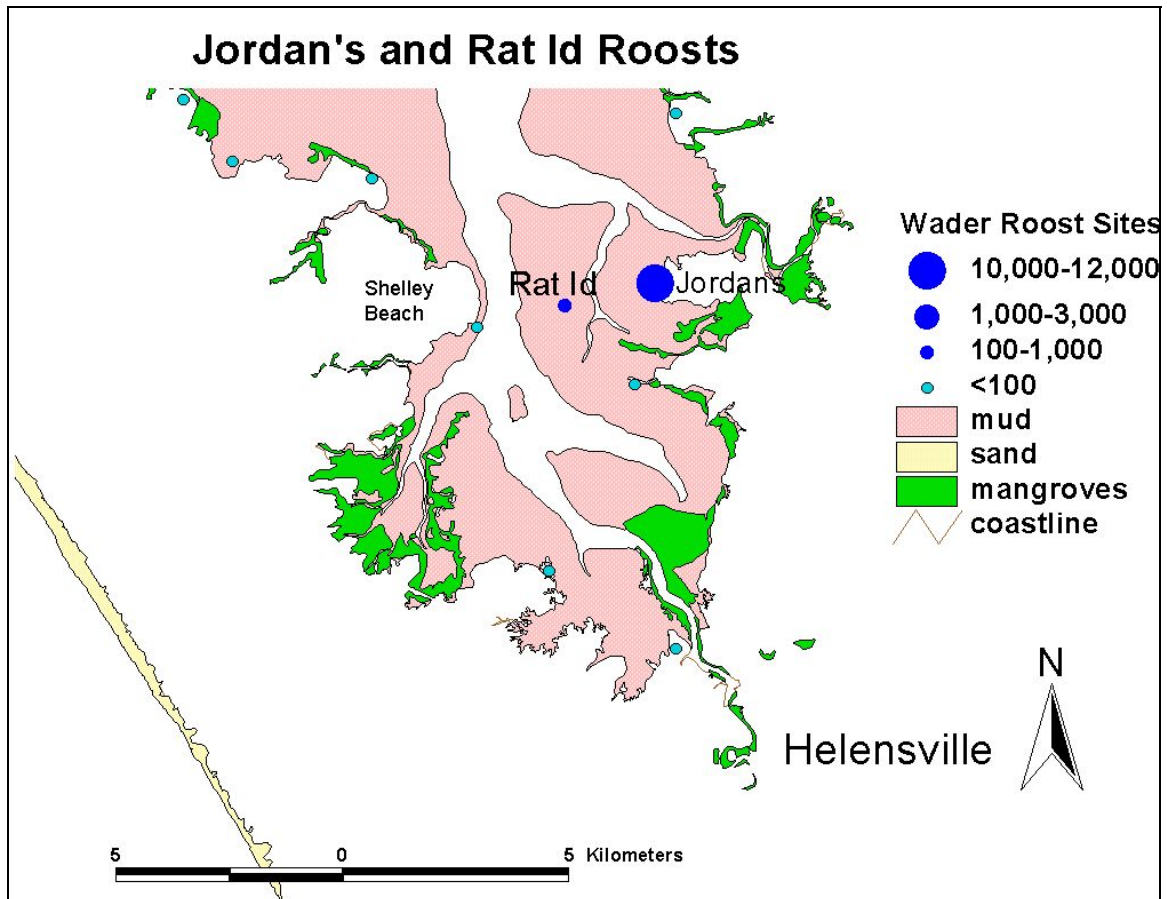 Jordan's and Rat Id Roosts
Shelley
Beach
Rat Id
Jordans
Wader Roost Sites
10,000-12,000
1,000-3,000
100-1,000
<100
mud
sand
mangroves
coastline
N
Helensville
5 0 5 Kilometers